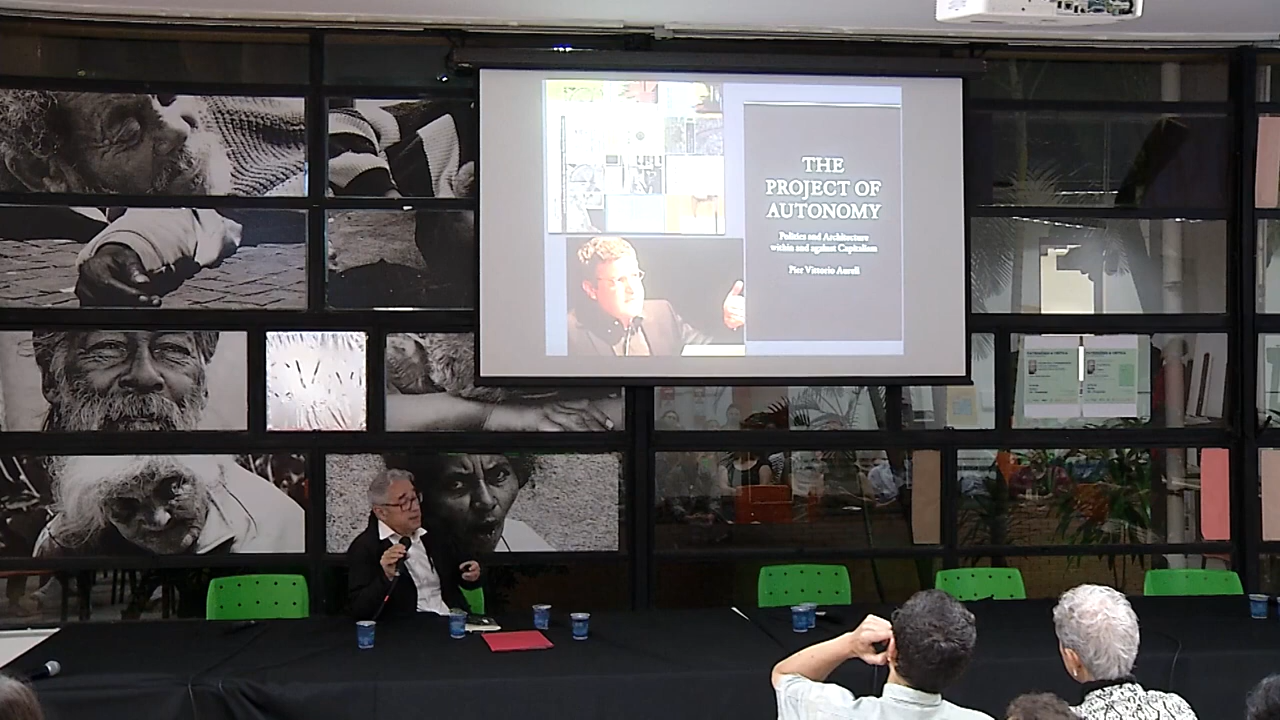 THE
PROJECT OF
AUTONOMY
Politics and Architecture
within and against Capitalism
Pier Vittorio Aureli